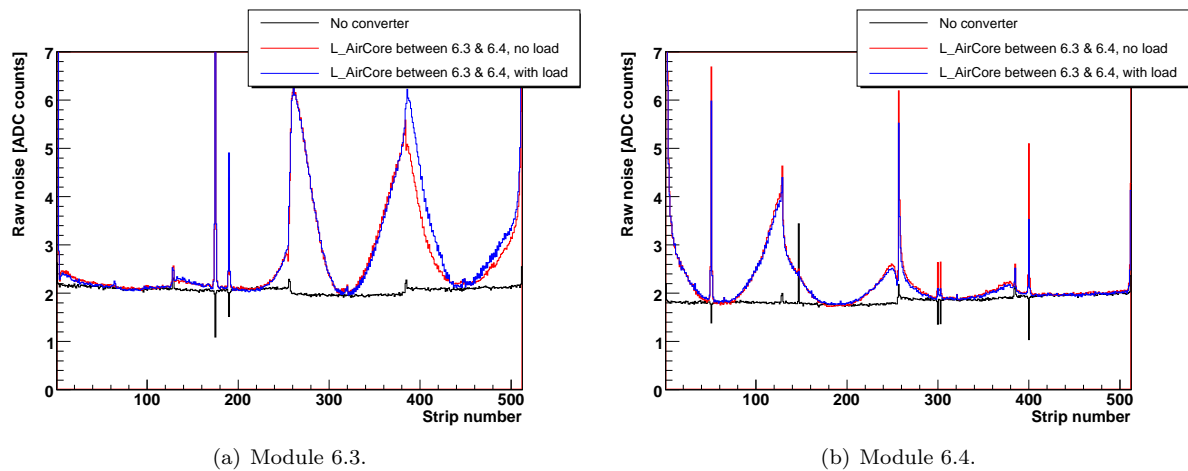 No converter
L_AirCore between 6.3 & 6.4, no load
L_AirCore between 6.3 & 6.4, with load
Raw noise [ADC counts]
7
6
5
4
3
2
1
0
100 200 300 400 500
Strip number
(a) Module 6.3.
No converter
L_AirCore between 6.3 & 6.4, no load
L_AirCore between 6.3 & 6.4, with load
Raw noise [ADC counts]
7
6
5
4
3
2
1
0
100 200 300 400 500
Strip number
(b) Module 6.4.